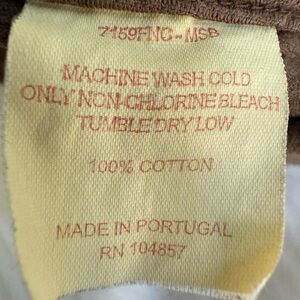 7159FNC-MSB
MACHINE WASH COLD
ONLY NON-CHLORINE BLEACH
TUMBLE DRY LOW
100% COTTON
MADE IN PORTUGAL
RN 104857